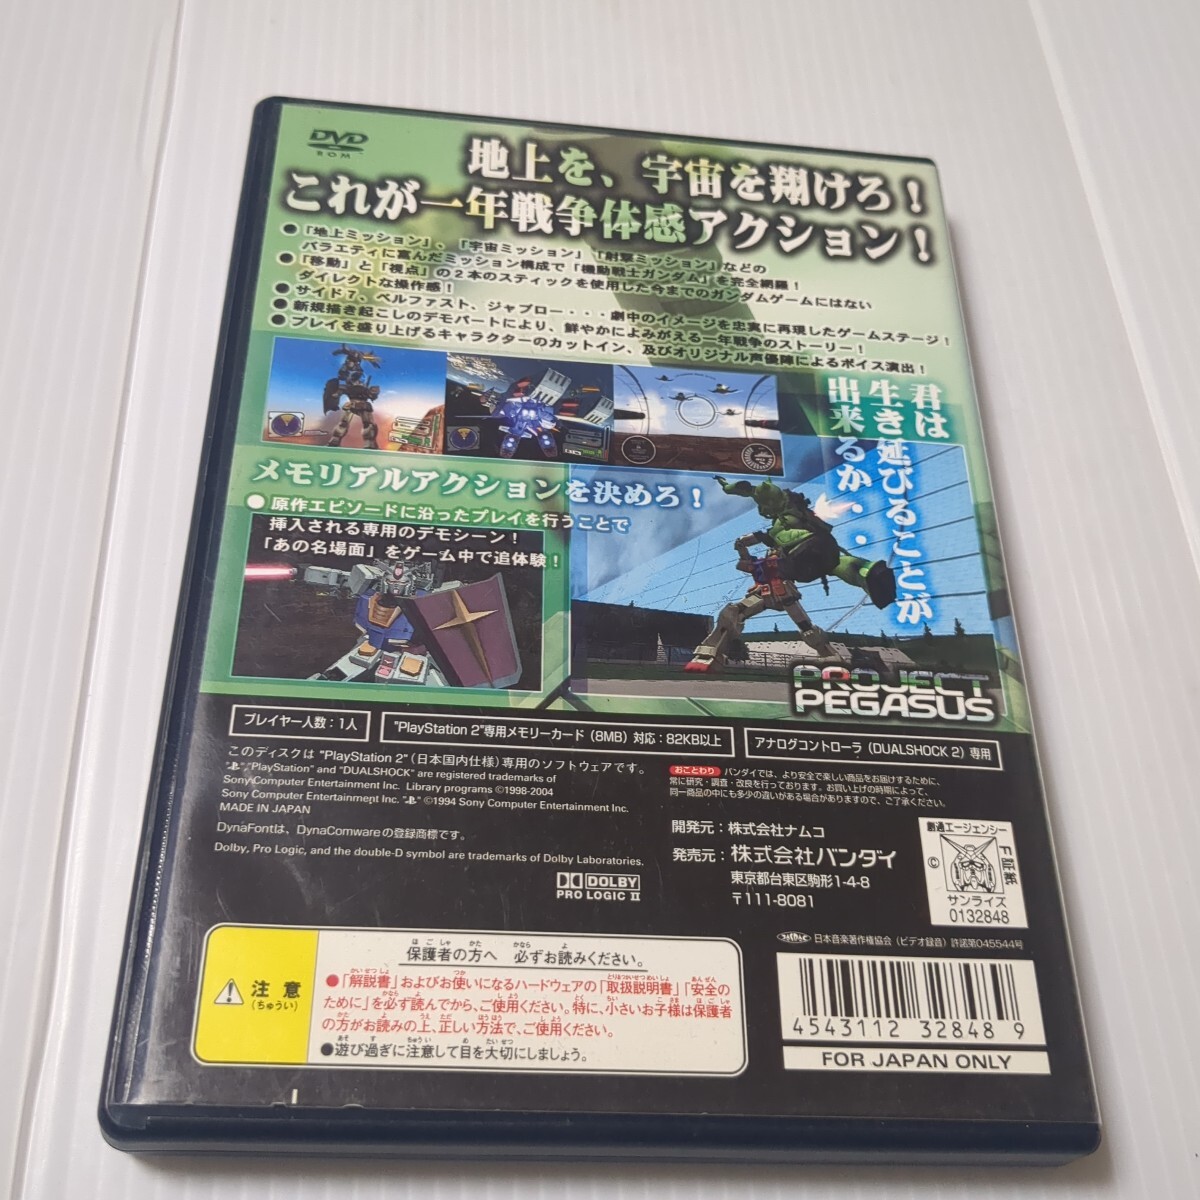 DVD
ROM
地上を、宇宙を翔けろ！
これが一年戦争体感アクション！
●「地上ミッション」、「宇宙ミッション」「射撃ミッション」などの
バラエティに富んだミッション構成で「機動戦士ガンダム」を完全網羅！
●「移動」と「視点」の２本のスティックを使用した今までのガンダムゲームにはない
ダイレクトな操作感！
●サイド７、ベルファスト、ジャブロー・・・劇中のイメージを忠実に再現したゲームステージ！
●新規描き起こしのデモパートにより、鮮やかによみがえる一年戦争のストーリー！
●プレイを盛り上げるキャラクターのカットイン、及びオリジナル声優陣によるボイス演出！
君は
生き延びることが
出来るか・・
メモリアルアクションを決めろ！
●原作エピソードに沿ったプレイを行うことで
挿入される専用のデモシーン！
「あの名場面」をゲーム中で追体験！
PROJECT
PEGASUS
プレイヤー人数：1人
"PlayStation 2"専用メモリーカード（8MB）対応：82KB以上
アナログコントローラ（DUALSHOCK 2）専用
このディスクは "PlayStation 2"（日本国内仕様）専用のソフトウェアです。
"PlayStation" and "DUALSHOCK" are registered trademarks of
Sony Computer Entertainment Inc. Library programs ©1998-2004
Sony Computer Entertainment Inc. " " ©1994 Sony Computer Entertainment Inc.
MADE IN JAPAN
DynaFontは、DynaComwareの登録商標です。
Dolby, Pro Logic, and the double-D symbol are trademarks of Dolby Laboratories.
DOLBY
PRO LOGIC II
おことわり バンダイでは、より安全で楽しい商品をお届けするために、
常に研究・調査・改良を行っております。お買い上げの時期によって、
同一商品の中にも多少の違いがある場合がありますので、ご了承ください。
開発元：株式会社ナムコ
発売元：株式会社バンダイ
東京都台東区駒形1-4-8
〒111-8081
創通エージェンシー
©
F証紙
サンライズ
0132848
日本音楽著作権協会（ビデオ録音）許諾第045544号
注意
（ちゅうい）
保護者の方へ 必ずお読みください。
●「解説書」およびお使いになるハードウェアの「取扱説明書」「安全の
ために」を必ず読んでから、ご使用ください。特に、小さいお子様は保護者
の方がお読みの上、正しい方法で、ご使用ください。
●遊び過ぎに注意して目を大切にしましょう。
4543112 32848 9
FOR JAPAN ONLY